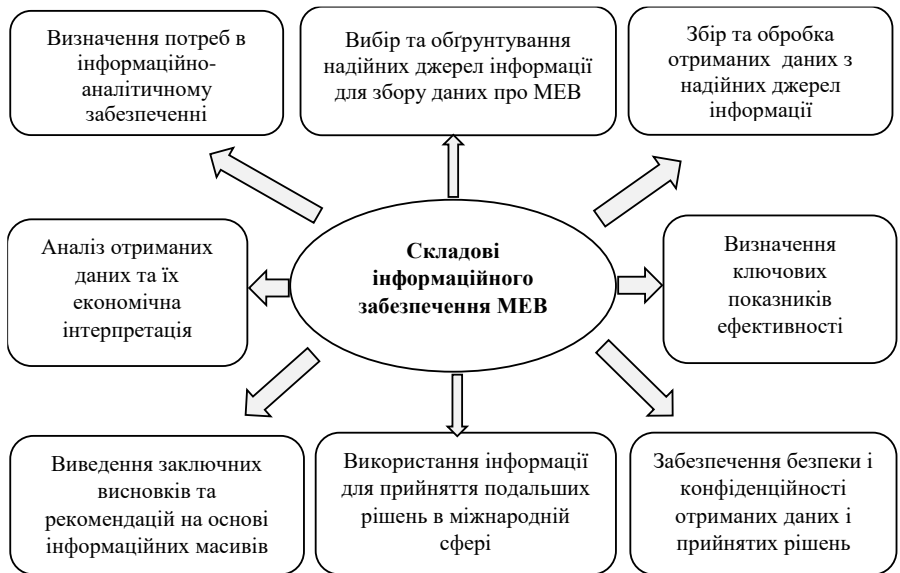 Визначення потреб в
інформаційно-
аналітичному
забезпеченні
Вибір та обґрунтування
надійних джерел інформації
для збору даних про МЕВ
Збір та обробка
отриманих даних з
надійних джерел
інформації
Аналіз отриманих
даних та їх
економічна
інтерпретація
Складові
інформаційного
забезпечення МЕВ
Визначення
ключових
показників
ефективності
Виведення заключних
висновків та
рекомендацій на основі
інформаційних масивів
Використання інформації
для прийняття подальших
рішень в міжнародній
сфері
Забезпечення безпеки і
конфіденційності
отриманих даних і
прийнятих рішень